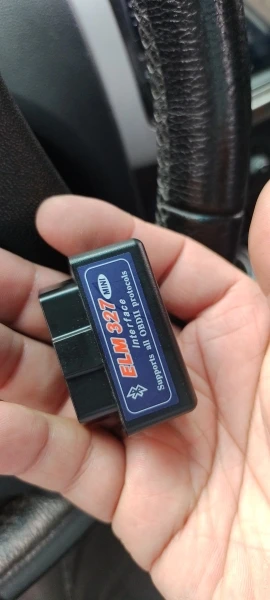 ELM 327 MINI
Interface
Supports all OBDII protocols